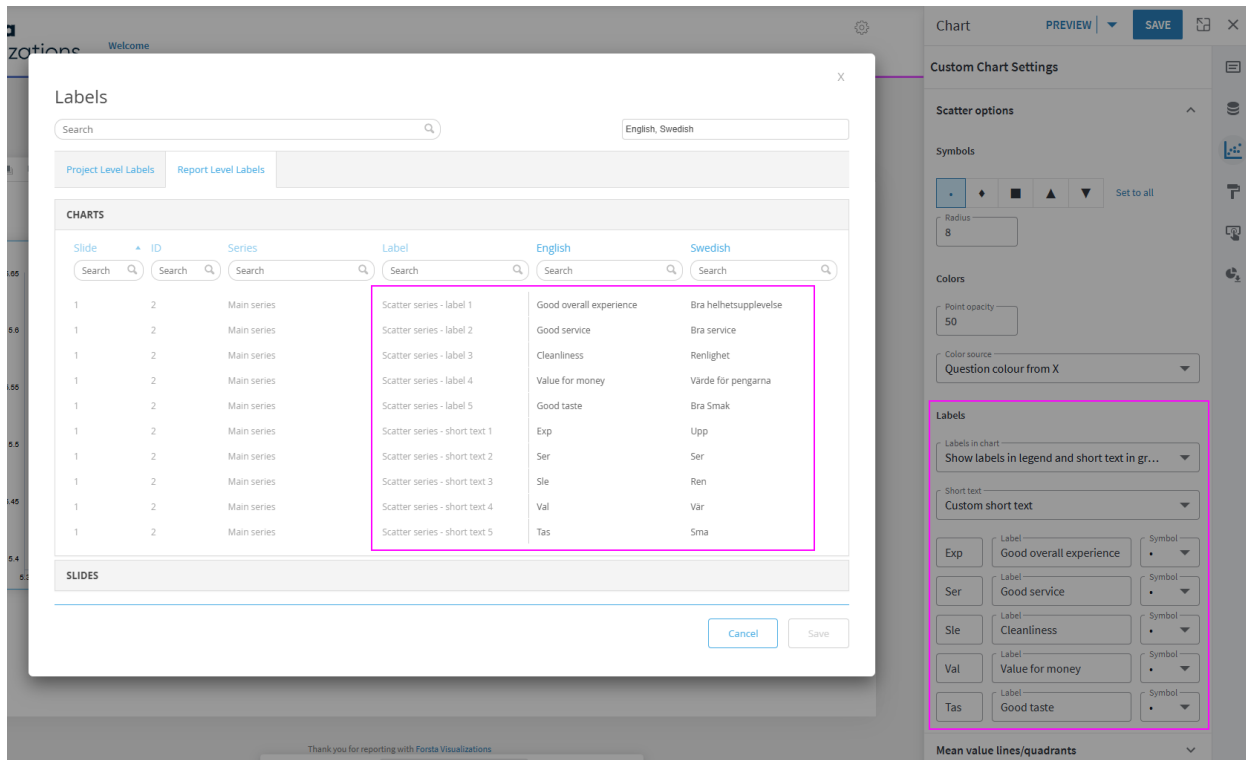 Welcome
Chart PREVIEW SAVE
Custom Chart Settings
Labels X
Search English, Swedish
Project Level Labels Report Level Labels
CHARTS
Slide ID Series Label English Swedish
Search Search Search Search Search Search
1 2 Main series Scatter series - label 1 Good overall experience Bra helhetsupplevelse
1 2 Main series Scatter series - label 2 Good service Bra service
1 2 Main series Scatter series - label 3 Cleanliness Renlighet
1 2 Main series Scatter series - label 4 Value for money Värde för pengarna
1 2 Main series Scatter series - label 5 Good taste Bra Smak
1 2 Main series Scatter series - short text 1 Exp Upp
1 2 Main series Scatter series - short text 2 Ser Ser
1 2 Main series Scatter series - short text 3 Sle Ren
1 2 Main series Scatter series - short text 4 Val Vär
1 2 Main series Scatter series - short text 5 Tas Sma
SLIDES
Cancel Save
Scatter options
Symbols
Set to all
Radius
8
Colors
Point opacity
50
Color source
Question colour from X
Labels
Labels in chart
Show labels in legend and short text in gr...
Short text
Custom short text
Label Symbol
Exp Good overall experience
Label Symbol
Ser Good service
Label Symbol
Sle Cleanliness
Label Symbol
Val Value for money
Label Symbol
Tas Good taste
Mean value lines/quadrants
5.6
5.5
5.4
Thank you for reporting with Forsta Visualizations